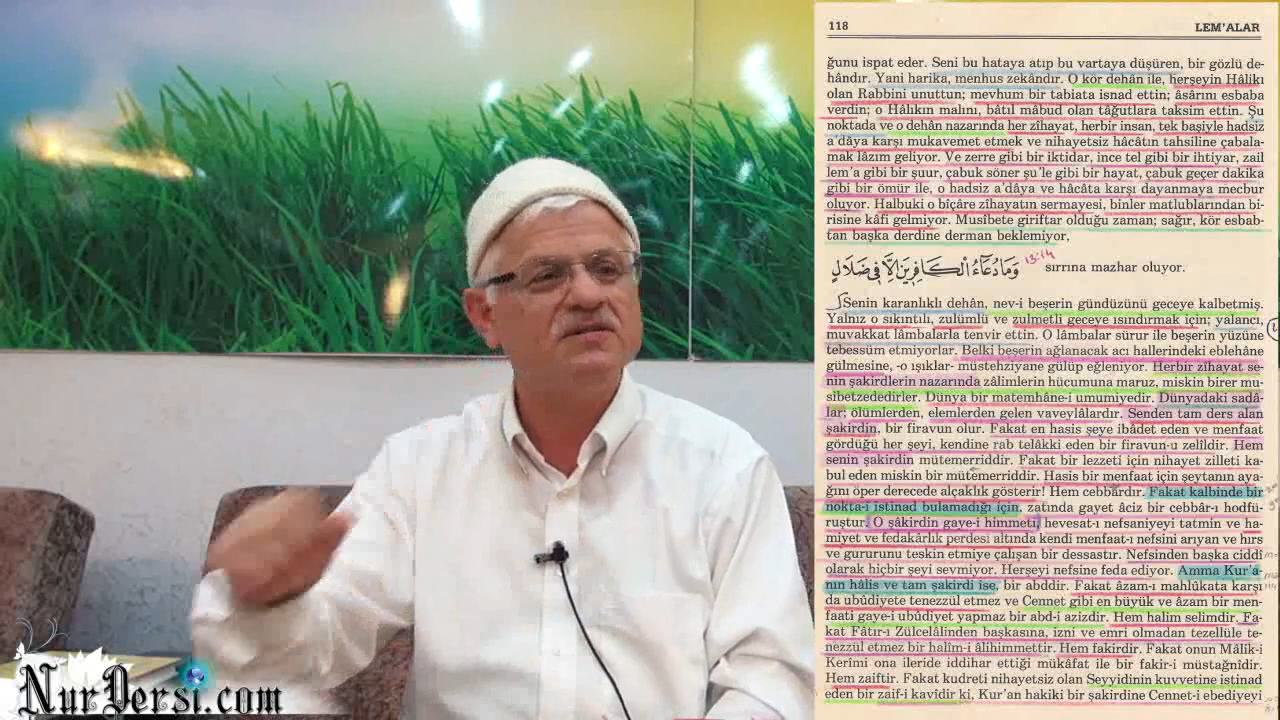 118 LEM'ALAR
ğunu ispat eder. Seni bu hataya atıp bu vartaya düşüren, bir gözlü de-
hândır. Yani harika, menhus zekândır. O kör dehân ile, herşeyin Hâlikı
olan Rabbini unuttun; mevhum bir tabiata isnad ettin; âsârını esbaba
verdin; o Hâlıkın malını, bâtıl mâbud olan tâğutlara taksim ettin. Şu
noktada ve o dehân nazarında her zîhayat, herbir insan, tek başiyle hadsiz
a'dâya karşı mukavemet etmek ve nihayetsiz hâcâtın tahsiline çabala-
mak lâzım geliyor. Ve zerre gibi bir iktidar, ince tel gibi bir ihtiyar, zail
lem'a gibi bir şuur, çabuk söner şu'le gibi bir hayat, çabuk geçer dakika
gibi bir ömür ile, o hadsiz a'dâya ve hâcâta karşı dayanmaya mecbur
oluyor. Halbuki o bîçâre zîhayatın sermayesi, binler matlublarından bi-
risine kâfi gelmiyor. Musîbete giriftar olduğu zaman; sağır, kör esbab-
tan başka derdine derman beklemiyor,
وَمَا دُعَاءُ الْكَافِرِينَ اِلَّا فِى ضَلَالٍ 13:14 sırrına mazhar oluyor.
Senin karanlıklı dehân, nev-i beşerin gündüzünü geceye kalbetmiş.
Yalnız o sıkıntılı, zulümlü ve zulmetli geceye ısındırmak için; yalancı,
muvakkat lâmbalarla tenvir ettin. O lâmbalar sürur ile beşerin yüzüne
tebessüm etmiyorlar. Belki beşerin ağlanacak acı hallerindeki eblehâne
gülmesine, -o ışıklar- müstehziyane gülüp eğleniyor. Herbir zîhayat se-
nin şakirdlerin nazarında zâlimlerin hücumuna maruz, miskin birer mu-
sibetzededirler. Dünya bir matemhâne-i umumiyedir. Dünyadaki sadâ-
lar; ölümlerden, elemlerden gelen vaveylâlardır. Senden tam ders alan
şakirdin, bir firavun olur. Fakat en hasis şeye ibâdet eden ve menfaat
gördüğü her şeyi, kendine rab telâkki eden bir firavun-u zelîldir. Hem
senin şakirdin mütemerriddir. Fakat bir lezzeti için nihayet zilleti ka-
bul eden miskin bir mütemerriddir. Hasis bir menfaat için şeytanın aya-
ğını öper derecede alçaklık gösterir! Hem cebbârdır. Fakat kalbinde bir
nokta-i istinad bulamadığı için, zatında gayet âciz bir cebbâr-ı hodfü-
ruştur. O şâkirdin gaye-i himmeti, hevesat-ı nefsaniyeyi tatmin ve ha-
miyet ve fedakârlık perdesi altında kendi menfaat-ı nefsini arıyan ve hırs
ve gururunu teskin etmiye çalışan bir dessastır. Nefsinden başka ciddî
olarak hiçbir şeyi sevmiyor. Herşeyi nefsine feda ediyor. Amma Kur'a-
nın hâlis ve tam şakirdi ise, bir abddir. Fakat âzam-ı mahlûkata karşı
da ubûdiyete tenezzül etmez ve Cennet gibi en büyük ve âzam bir men-
faati gaye-i ubûdiyet yapmaz bir abd-i azizdir. Hem halim selimdir. Fa-
kat Fâtır-ı Zülcelâlinden başkasına, izni ve emri olmadan tezellüle te-
nezzül etmez bir halîm-i âlihimmettir. Hem fakirdir. Fakat onun Mâlik-i
Kerîmi ona ileride iddihar ettiği mükâfat ile bir fakir-i müstağnîdir.
Hem zaiftir. Fakat kudreti nihayetsiz olan Seyyidinin kuvvetine istinad
eden bir zaif-i kavîdir ki, Kur'an hakiki bir şakirdine Cennet-i ebediyeyi
NurDersi.com